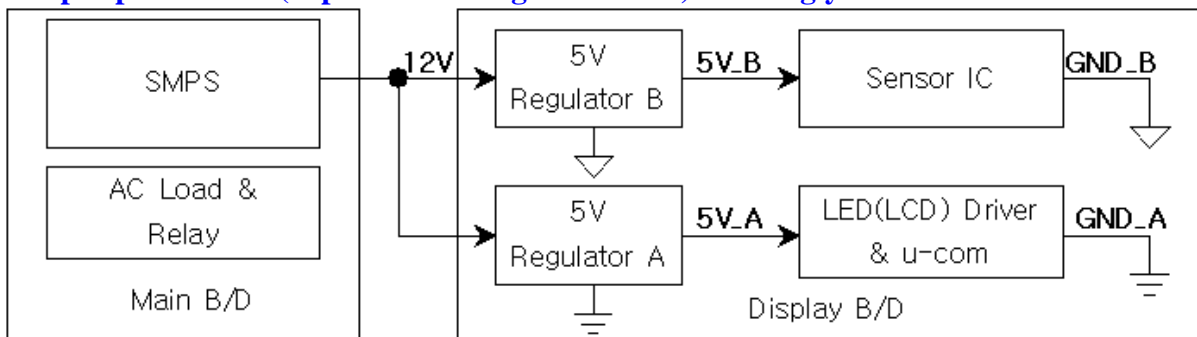 SMPS
AC Load &
Relay
Main B/D
12V
5V
Regulator B
5V_B
Sensor IC
GND_B
5V
Regulator A
5V_A
LED(LCD) Driver
& u-com
GND_A
Display B/D